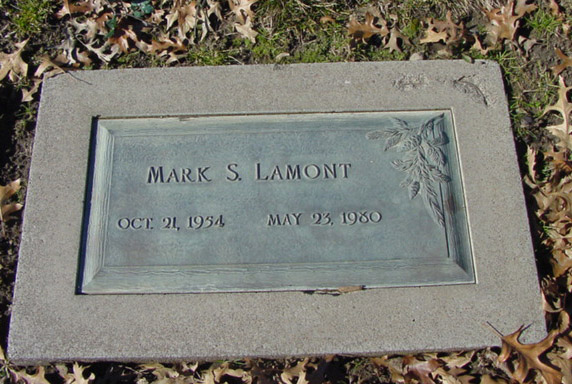 MARK S. LAMONT
OCT. 21, 1954 MAY 23, 1980